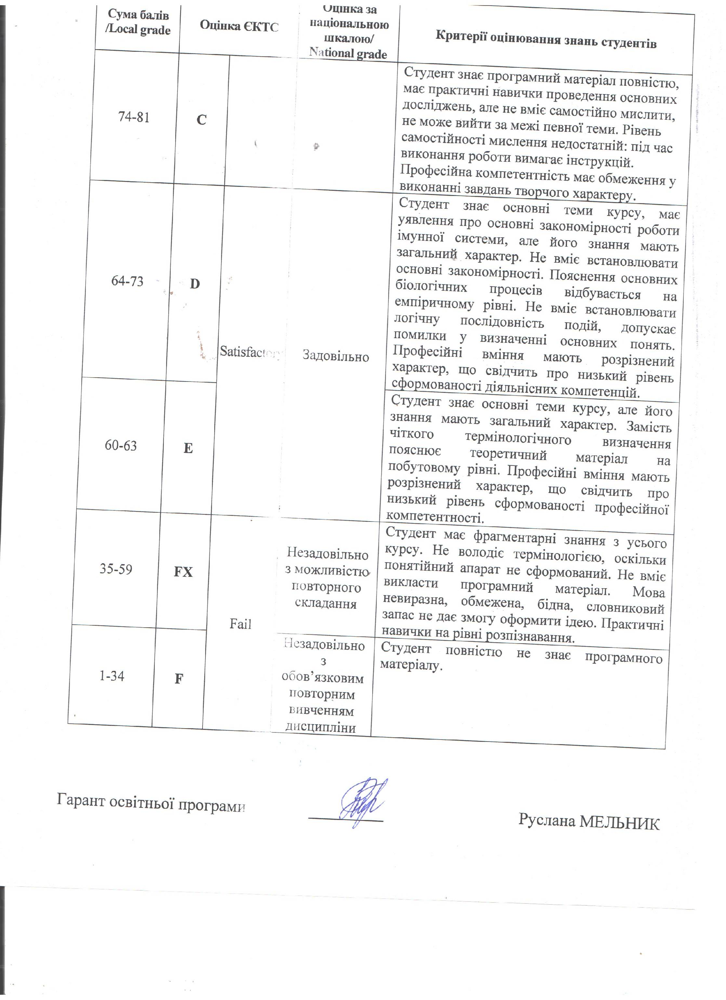 Сума балів
/Local grade
Оцінка ЄКТС
Оцінка за
національною
шкалою/
National grade
Критерії оцінювання знань студентів
74-81
C
Студент знає програмний матеріал повністю,
має практичні навички проведення основних
досліджень, але не вміє самостійно мислити,
не може вийти за межі певної теми. Рівень
самостійності мислення недостатній: під час
виконання роботи вимагає інструкцій.
Професійна компетентність має обмеження у
виконанні завдань творчого характеру.
64-73
D
Satisfactory
Задовільно
Студент знає основні теми курсу, має
уявлення про основні закономірності роботи
імунної системи, але його знання мають
загальний характер. Не вміє встановлювати
основні закономірності. Пояснення основних
біологічних процесів відбувається на
емпіричному рівні. Не вміє встановлювати
логічну послідовність подій, допускає
помилки у визначенні основних понять.
Професійні вміння мають розрізнений
характер, що свідчить про низький рівень
сформованості діяльнісних компетенцій.
60-63
E
Студент знає основні теми курсу, але його
знання мають загальний характер. Замість
чіткого термінологічного визначення
пояснює теоретичний матеріал на
побутовому рівні. Професійні вміння мають
розрізнений характер, що свідчить про
низький рівень сформованості професійної
компетентності.
35-59
FX
Fail
Незадовільно
з можливістю
повторного
складання
Студент має фрагментарні знання з усього
курсу. Не володіє термінологією, оскільки
понятійний апарат не сформований. Не вміє
викласти програмний матеріал. Мова
невиразна, обмежена, бідна, словниковий
запас не дає змогу оформити ідею. Практичні
навички на рівні розпізнавання.
1-34
F
Незадовільно
з
обов’язковим
повторним
вивченням
дисципліни
Студент повністю не знає програмного
матеріалу.
Гарант освітньої програми
Руслана МЕЛЬНИК